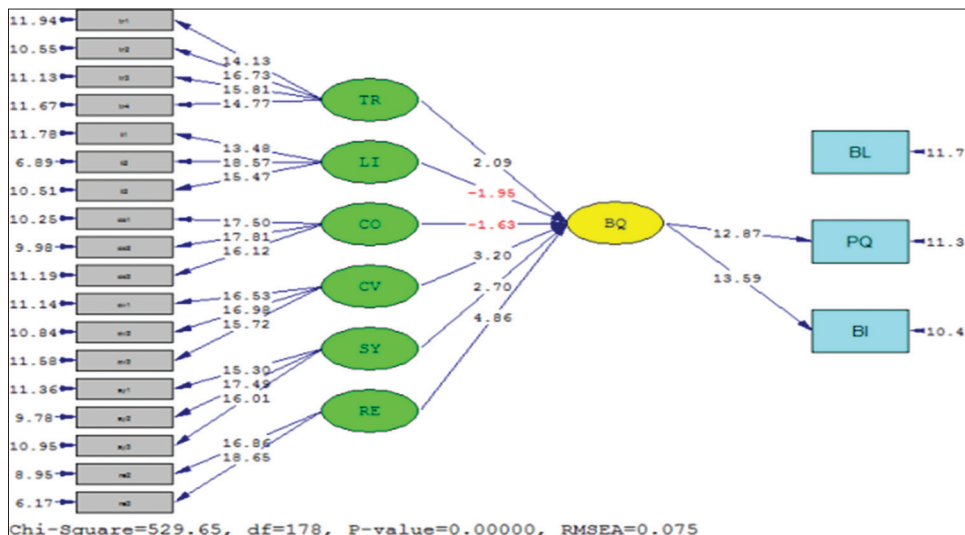 11.94 tr1
10.55 tr2
11.13 tr3
11.67 tr4
11.78
6.89
10.51
10.25
9.98
11.19
11.14
10.84
11.58
11.36
9.78
10.95
8.95
6.17
14.13
16.73
15.81
14.77
13.48
18.57
15.47
17.50
17.81
16.12
16.53
16.98
15.72
15.30
17.49
16.01
16.86
18.65
TR
LI
CO
CV
SY
RE
2.09
-1.95
-1.63
3.20
2.70
4.86
BQ
12.87
13.59
BL 11.7
PQ 11.3
BI 10.4
Chi-Square=529.65, df=178, P-value=0.00000, RMSEA=0.075